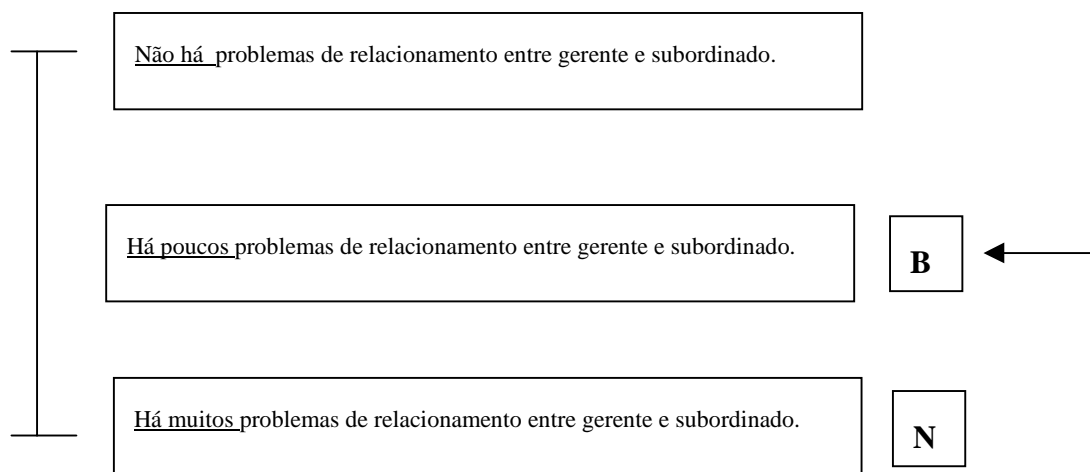 Não há problemas de relacionamento entre gerente e subordinado.
Há poucos problemas de relacionamento entre gerente e subordinado.
B
Há muitos problemas de relacionamento entre gerente e subordinado.
N